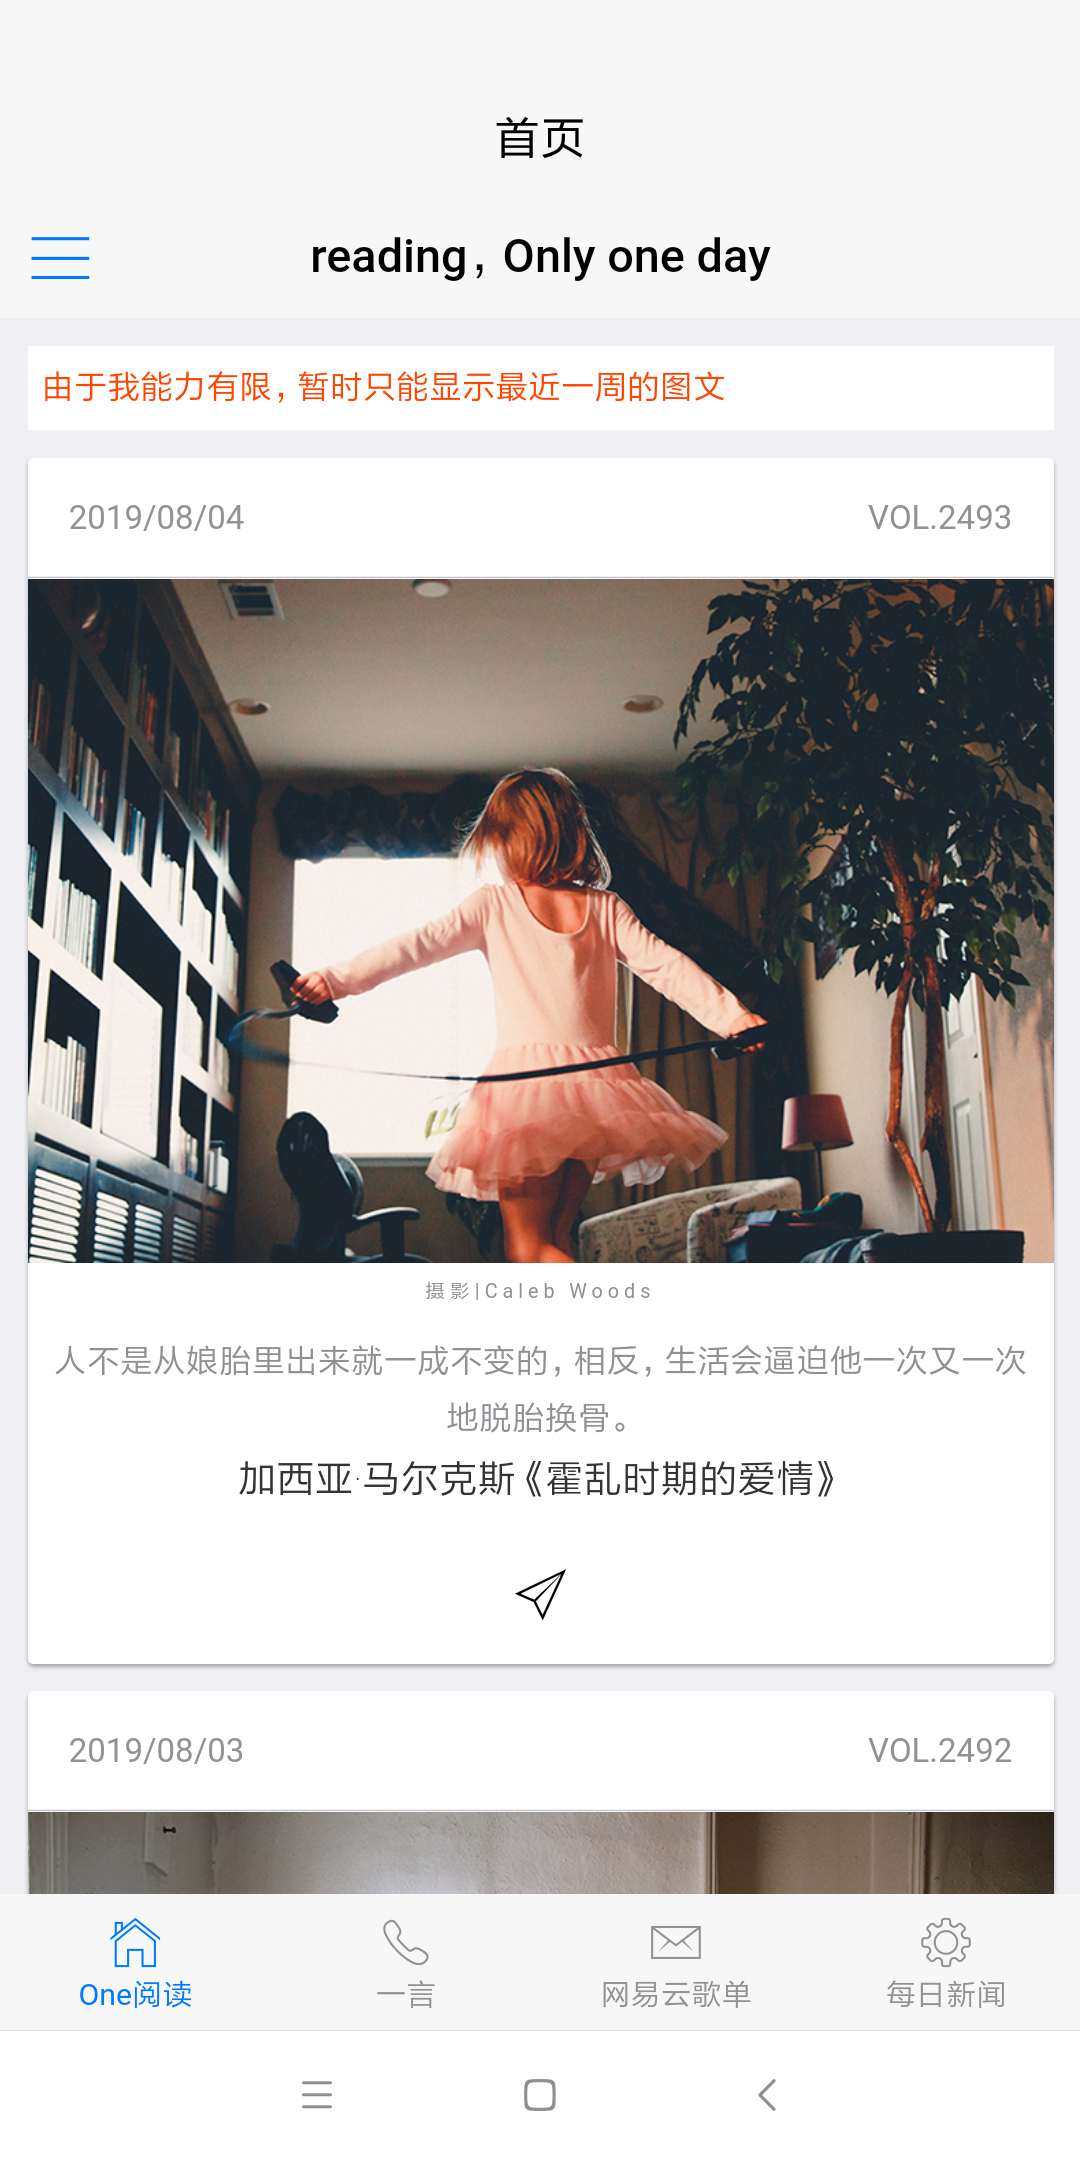 首页
reading，Only one day
由于我能力有限，暂时只能显示最近一周的图文
2019/08/04
VOL.2493
摄影|Caleb Woods
人不是从娘胎里出来就一成不变的，相反，生活会逼迫他一次又一次
地脱胎换骨。
加西亚·马尔克斯《霍乱时期的爱情》
2019/08/03
VOL.2492
One阅读
一言
网易云歌单
每日新闻